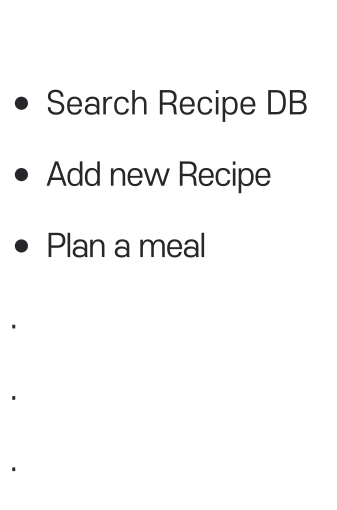 • Search Recipe DB
• Add new Recipe
• Plan a meal
.
.
.